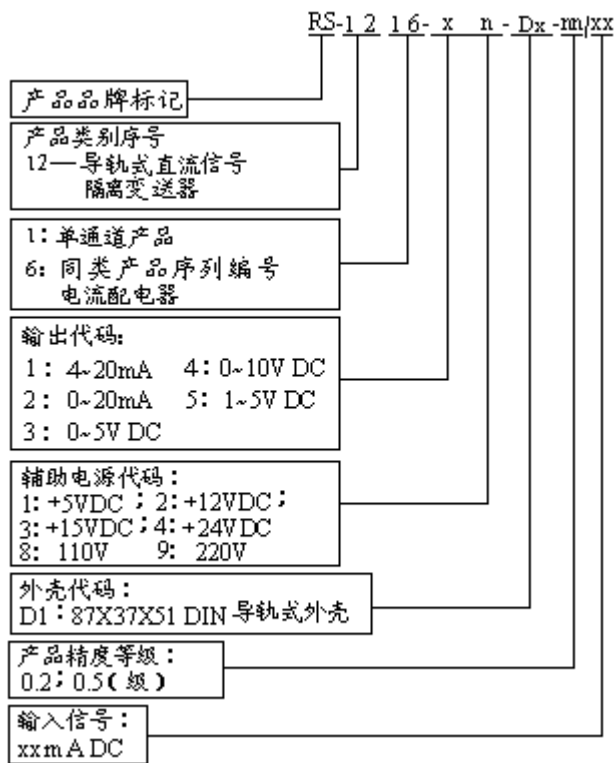 RS-12 16- x n - Dx -nn/xx
产品品牌标记
产品类别序号
12—导轨式直流信号
隔离变送器
1:单通道产品
6: 同类产品序列编号
电流配电器
输出代码:
1: 4~20mA 4:0~10V DC
2: 0~20mA 5: 1~5V DC
3: 0~5V DC
辅助电源代码:
1:+5VDC;2:+12VDC;
3:+15VDC;4:+24VDC
8: 110V 9: 220V
外壳代码:
D1:87X37X51 DIN 导轨式外壳
产品精度等级:
0.2;0.5(级)
输入信号:
xxmA DC